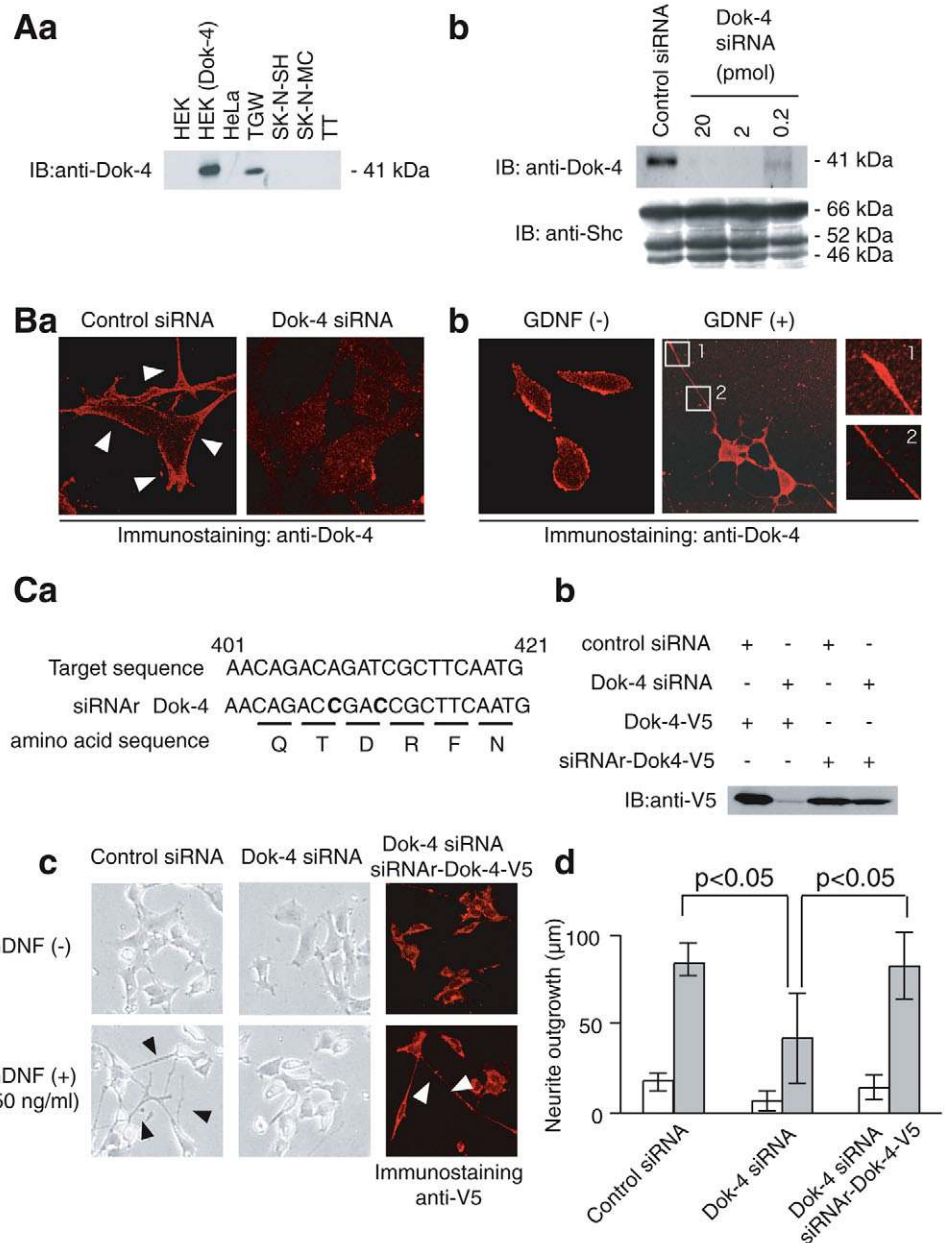 Aa
HEK
HEK (Dok-4)
HeLa
TGW
SK-N-SH
SK-N-MC
TT
IB:anti-Dok-4
- 41 kDa
b
Control siRNA
Dok-4
siRNA
(pmol)
20
2
0.2
IB: anti-Dok-4
- 41 kDa
IB: anti-Shc
- 66 kDa
- 52 kDa
- 46 kDa
Ba
Control siRNA
Dok-4 siRNA
Immunostaining: anti-Dok-4
b
GDNF (-)
GDNF (+)
1
2
1
2
Immunostaining: anti-Dok-4
Ca
401 421
Target sequence AACAGACAGATCGCTTCAATG
siRNAr Dok-4 AACAGACCGACCGCTTCAATG
amino acid sequence Q T D R F N
b
control siRNA + - + -
Dok-4 siRNA - + - +
Dok-4-V5 + + - -
siRNAr-Dok4-V5 - - + +
IB:anti-V5
c
Control siRNA
Dok-4 siRNA
Dok-4 siRNA
siRNAr-Dok-4-V5
DNF (-)
DNF (+)
50 ng/ml)
Immunostaining
anti-V5
d
p<0.05
p<0.05
Neurite outgrowth (µm)
100
50
0
Control siRNA
Dok-4 siRNA
Dok-4 siRNA
siRNAr-Dok-4-V5